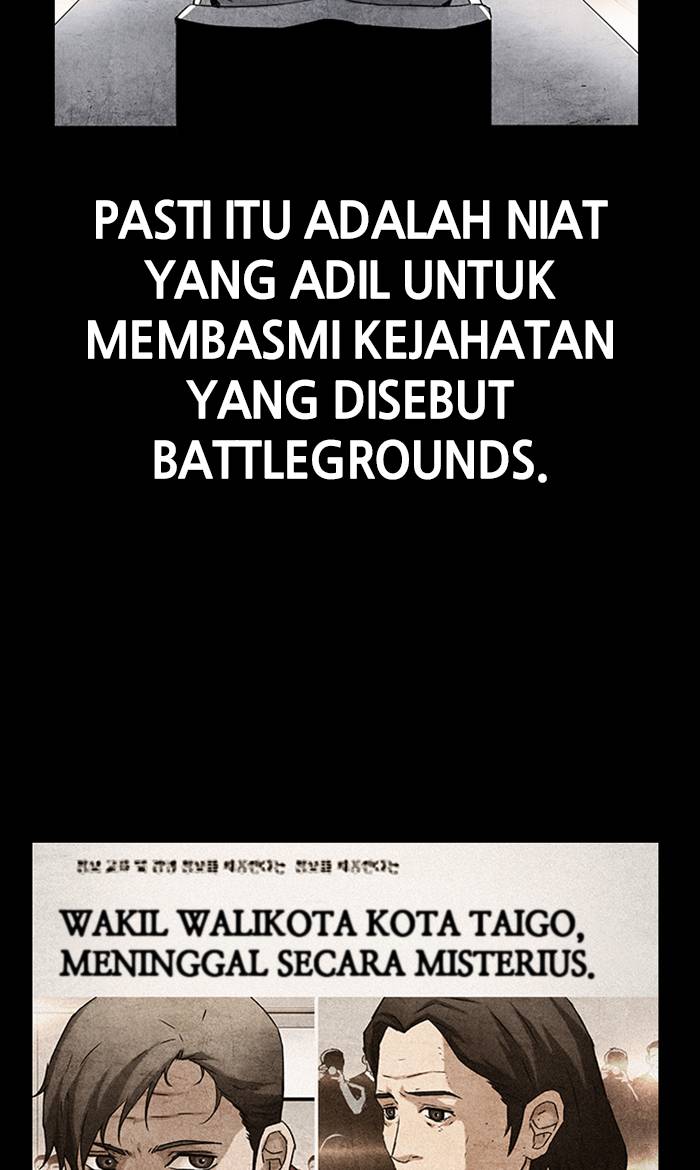 PASTI ITU ADALAH NIAT
YANG ADIL UNTUK
MEMBASMI KEJAHATAN
YANG DISEBUT
BATTLEGROUNDS.
WAKIL WALIKOTA KOTA TAIGO,
MENINGGAL SECARA MISTERIUS.